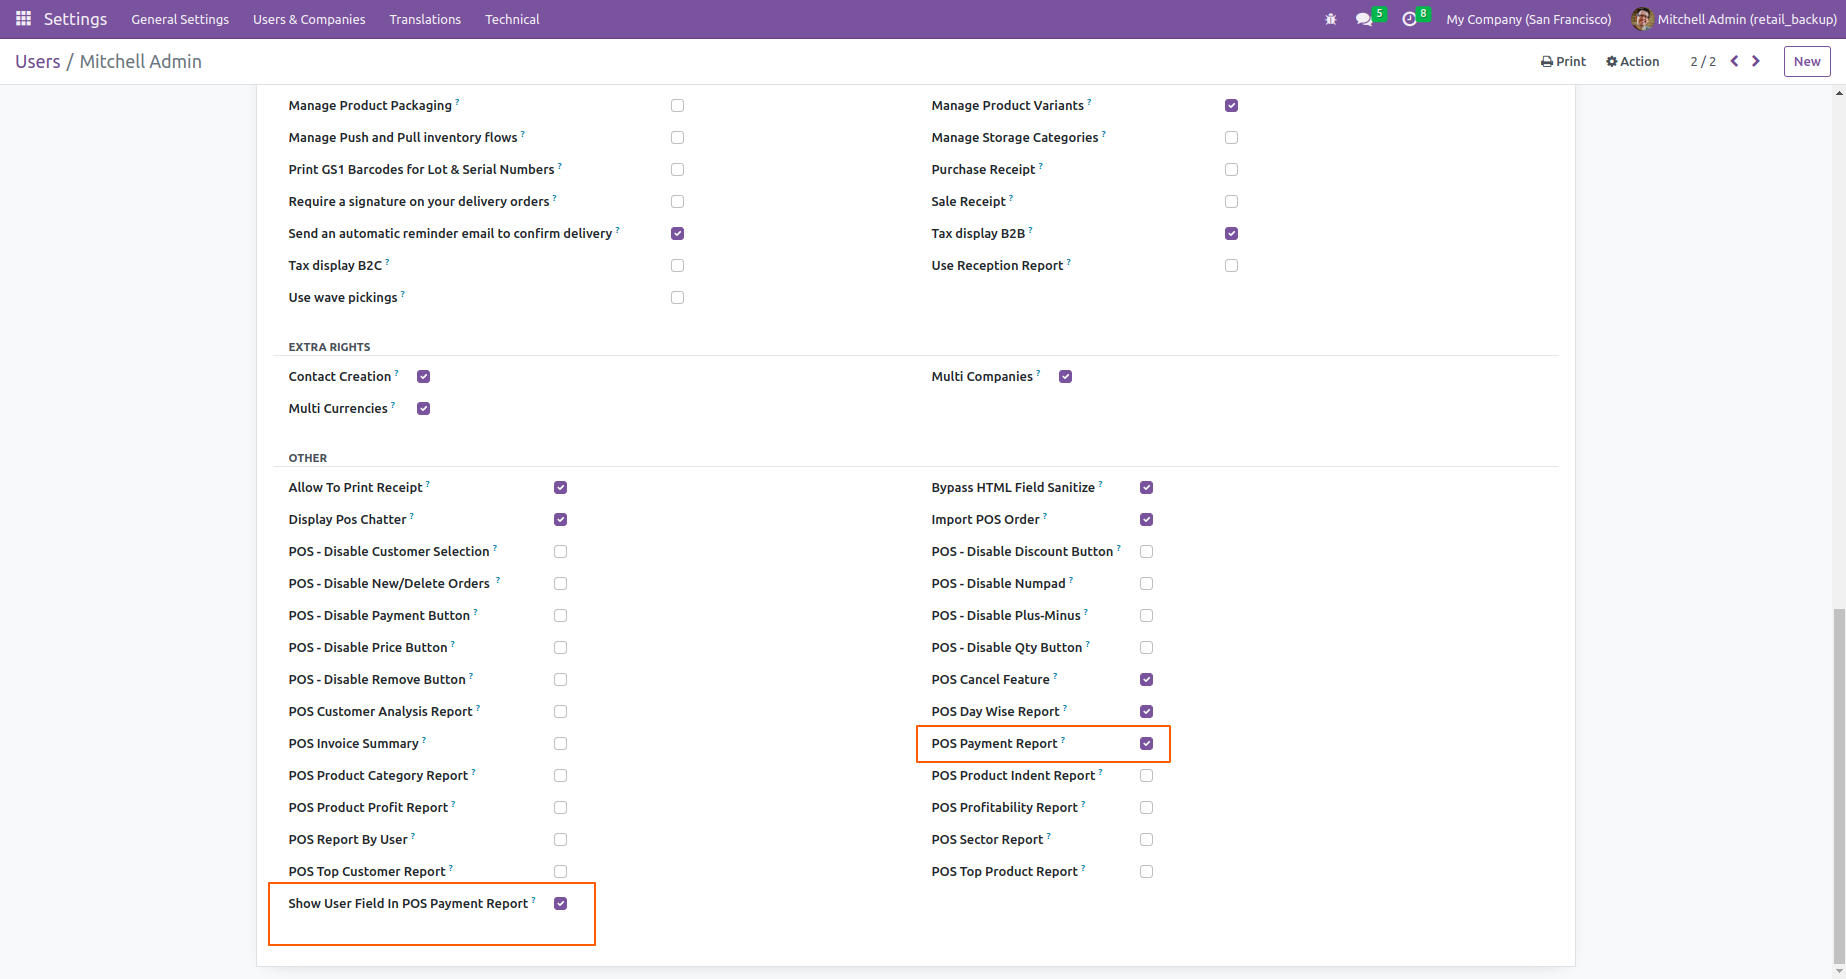 Settings General Settings Users & Companies Translations Technical 5 8 My Company (San Francisco) Mitchell Admin (retail_backup)
Users / Mitchell Admin Print Action 2 / 2 New
Manage Product Packaging ? Manage Product Variants ?
Manage Push and Pull inventory flows ? Manage Storage Categories ?
Print GS1 Barcodes for Lot & Serial Numbers ? Purchase Receipt ?
Require a signature on your delivery orders ? Sale Receipt ?
Send an automatic reminder email to confirm delivery ? Tax display B2B ?
Tax display B2C ? Use Reception Report ?
Use wave pickings ?
EXTRA RIGHTS
Contact Creation ? Multi Companies ?
Multi Currencies ?
OTHER
Allow To Print Receipt ? Bypass HTML Field Sanitize ?
Display Pos Chatter ? Import POS Order ?
POS - Disable Customer Selection ? POS - Disable Discount Button ?
POS - Disable New/Delete Orders ? POS - Disable Numpad ?
POS - Disable Payment Button ? POS - Disable Plus-Minus ?
POS - Disable Price Button ? POS - Disable Qty Button ?
POS - Disable Remove Button ? POS Cancel Feature ?
POS Customer Analysis Report ? POS Day Wise Report ?
POS Invoice Summary ? POS Payment Report ?
POS Product Category Report ? POS Product Indent Report ?
POS Product Profit Report ? POS Profitability Report ?
POS Report By User ? POS Sector Report ?
POS Top Customer Report ? POS Top Product Report ?
Show User Field In POS Payment Report ?